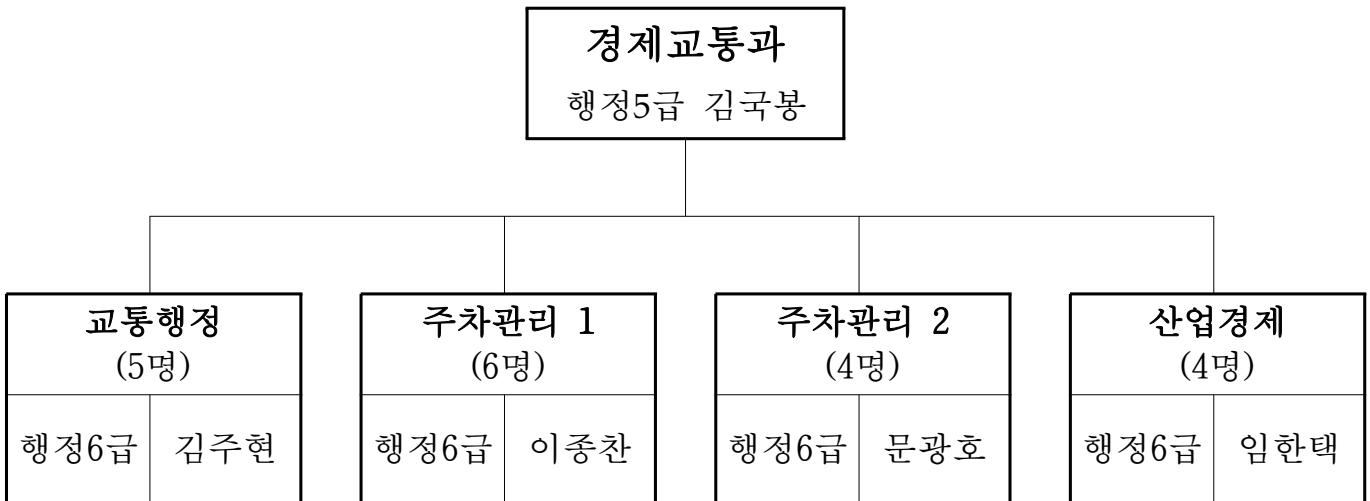 경제교통과
행정5급 김국봉
교통행정
(5명)
행정6급 김주현
주차관리 1
(6명)
행정6급 이종찬
주차관리 2
(4명)
행정6급 문광호
산업경제
(4명)
행정6급 임한택